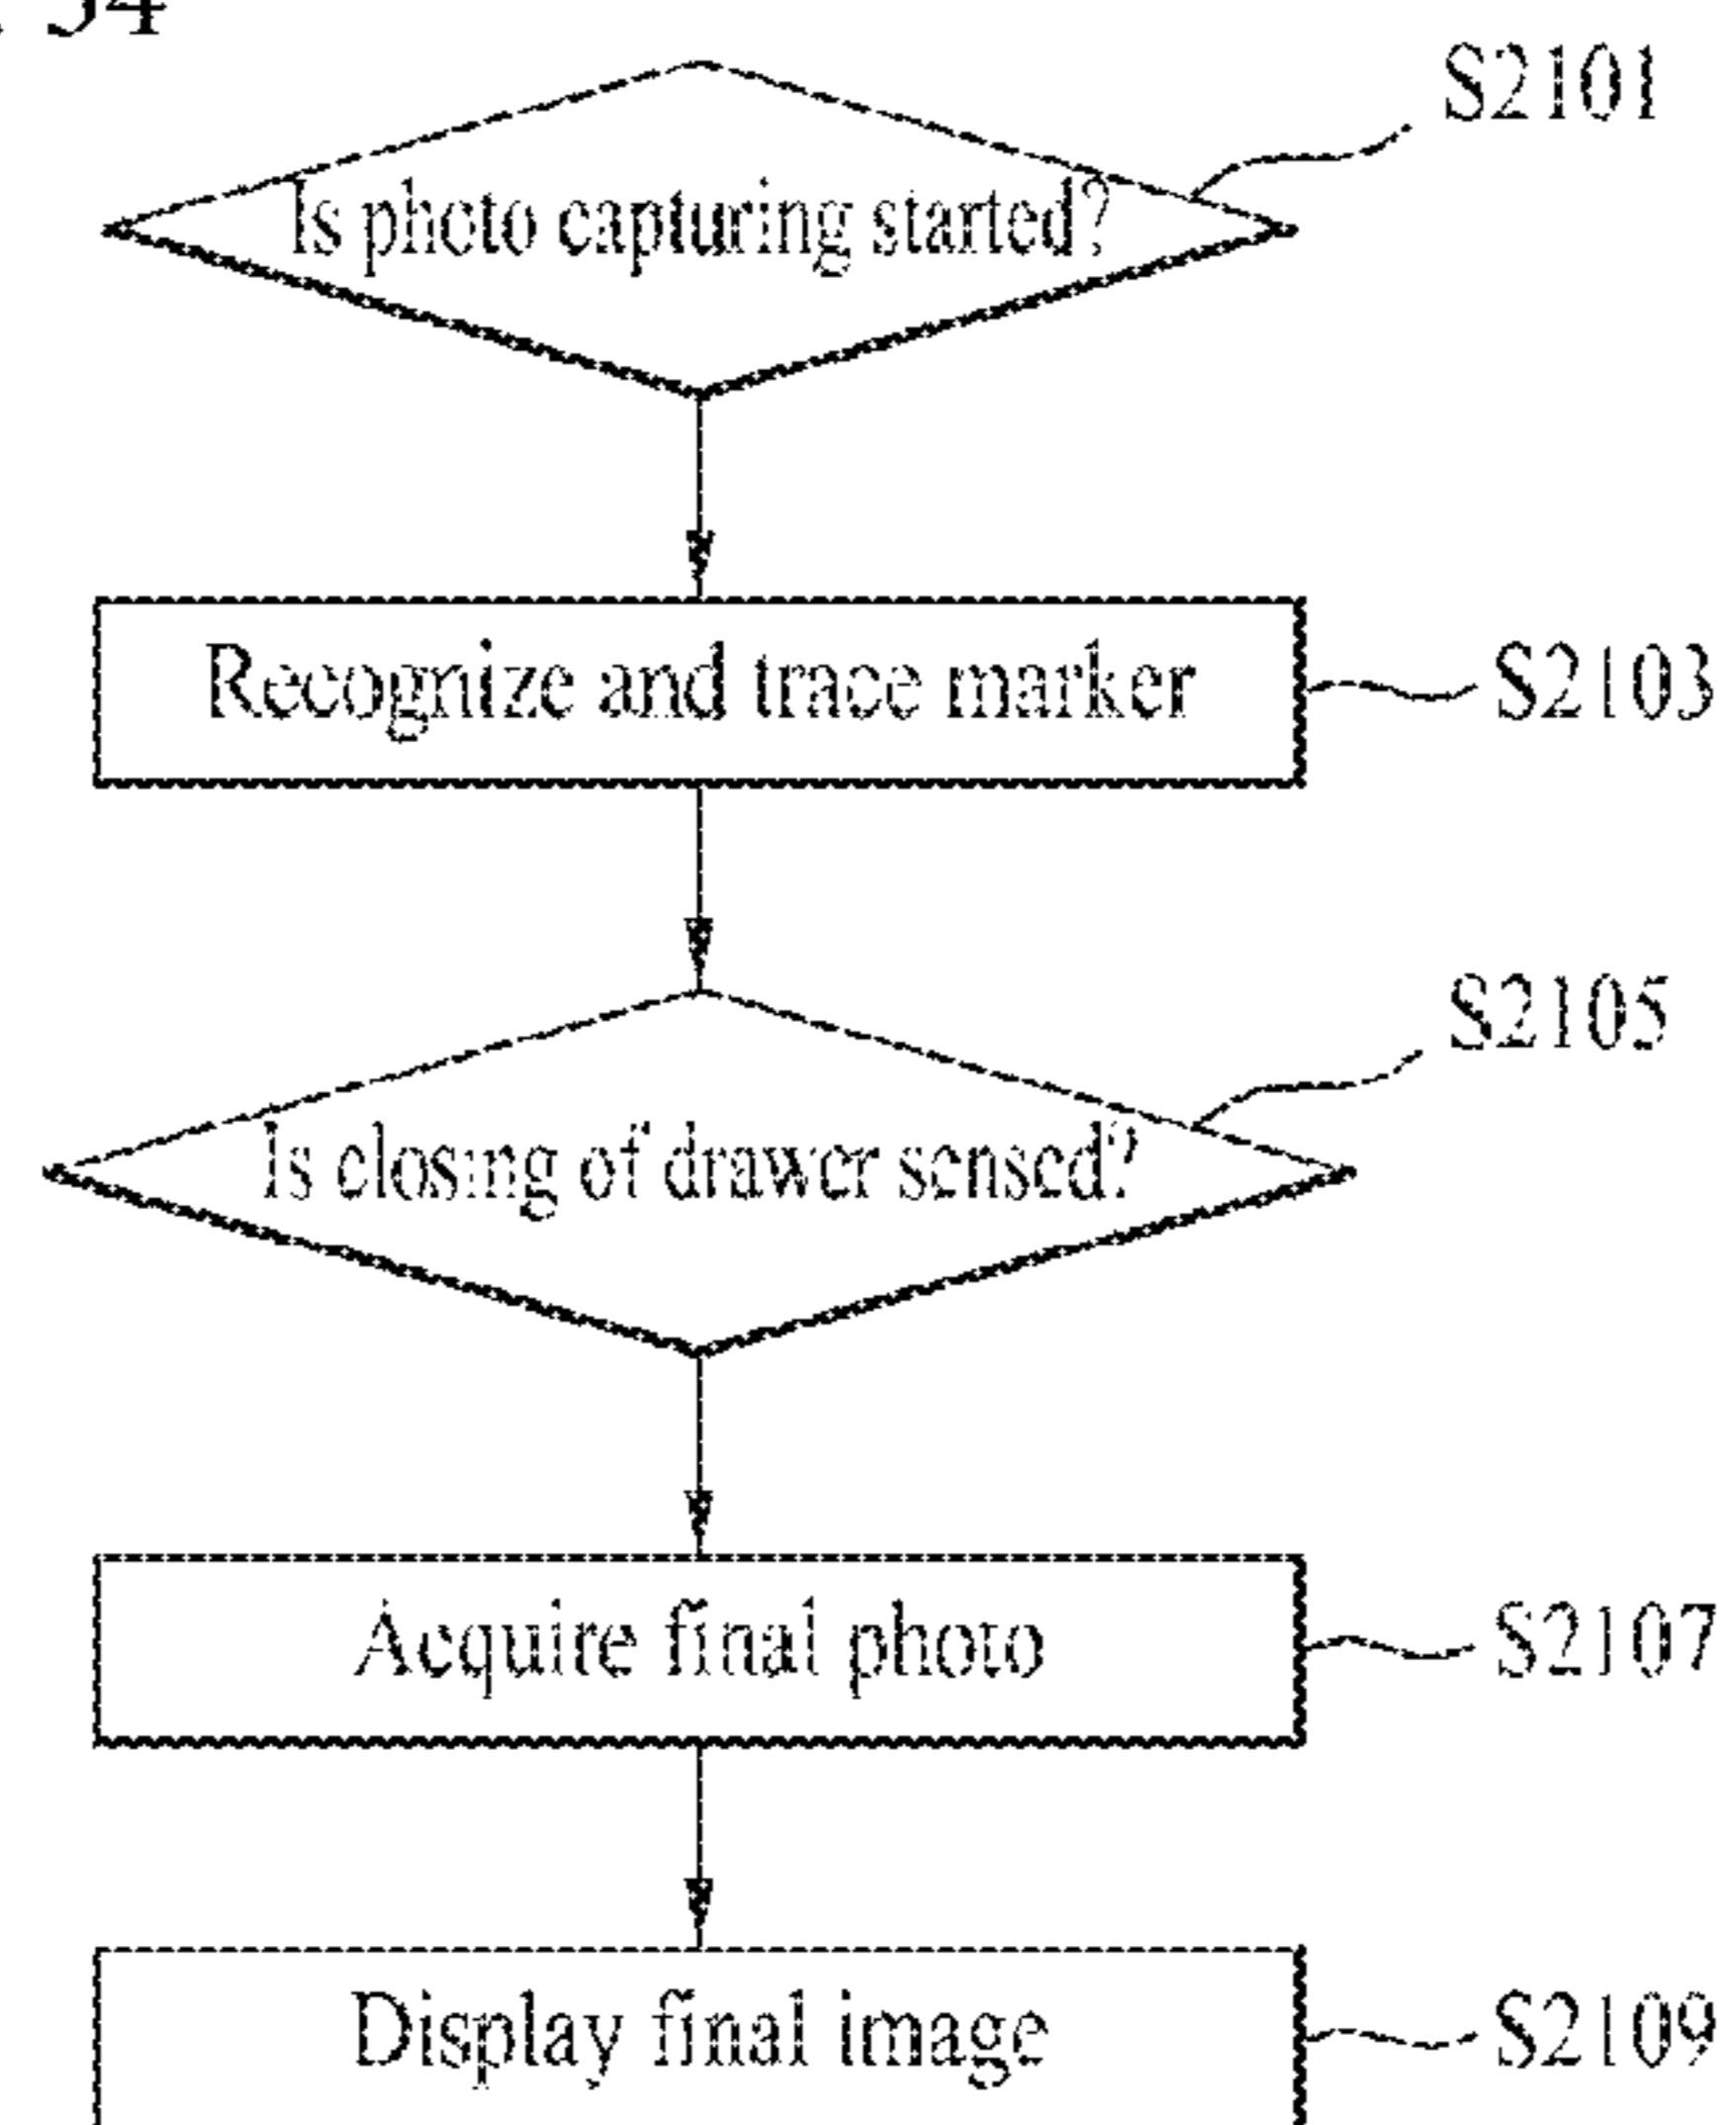 34
S2101
Is photo capturing started?
Recognize and trace marker
S2103
S2105
Is closing of drawer sensed?
Acquire final photo
S2107
Display final image
S2109